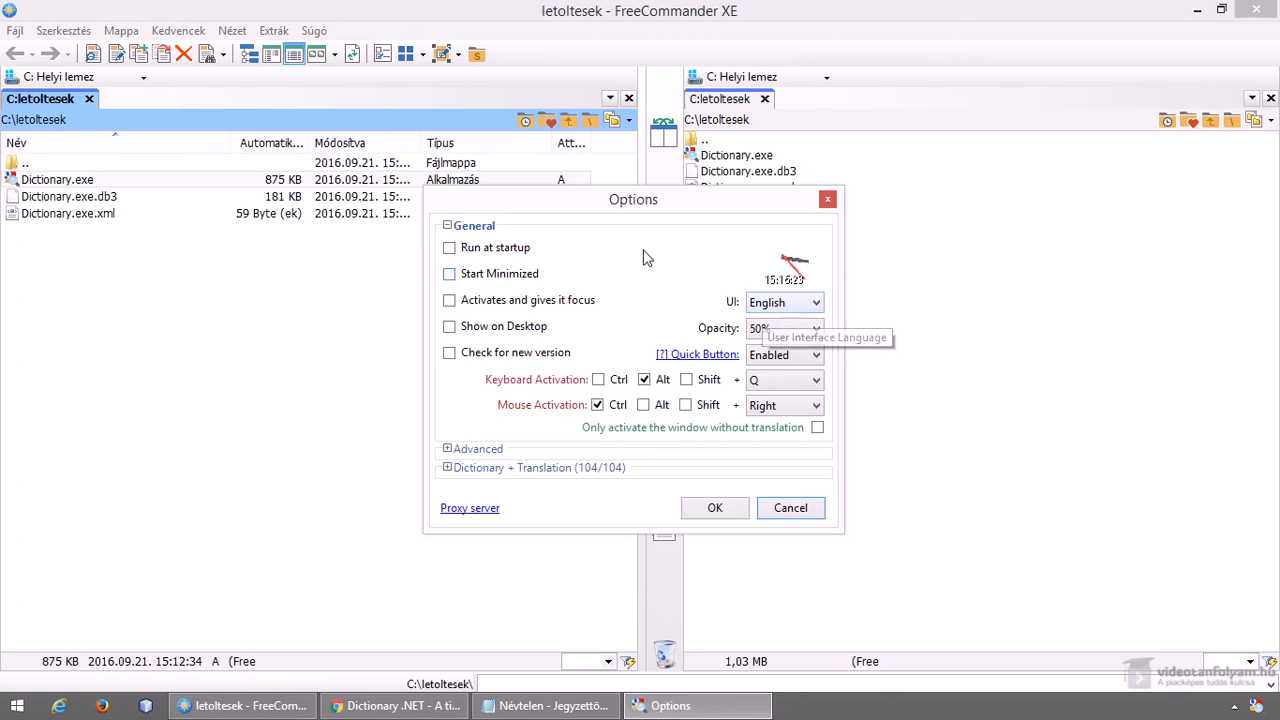 letoltesek - FreeCommander XE
Fájl Szerkesztés Mappa Kedvencek Nézet Extrák Súgó
C: Helyi lemez
C: Helyi lemez
C:letoltesek
C:letoltesek
C:\letoltesek
C:\letoltesek
Név Automatik... Módosítva Típus Att...
.. 2016.09.21. 15:... Fájlmappa
Dictionary.exe 875 KB 2016.09.21. 15:... Alkalmazás A
Dictionary.exe.db3 181 KB 2016.09.21. 15:...
Dictionary.exe.xml 59 Byte (ek) 2016.09.21. 15:...
..
Dictionary.exe
Dictionary.exe.db3
Options
General
Run at startup
Start Minimized
15:16:23
Activates and gives it focus UI: English
Show on Desktop Opacity: 50%
User Interface Language
Check for new version [?] Quick Button: Enabled
Keyboard Activation: Ctrl Alt Shift + Q
Mouse Activation: Ctrl Alt Shift + Right
Only activate the window without translation
Advanced
Dictionary + Translation (104/104)
Proxy server OK Cancel
875 KB 2016.09.21. 15:12:34 A (Free
1,03 MB (Free
C:\letoltesek\
videotanfolyam.hu
A piacképes tudás kulcsa
letoltesek - FreeCom... Dictionary .NET - A ti... Névtelen - Jegyzettö... Options